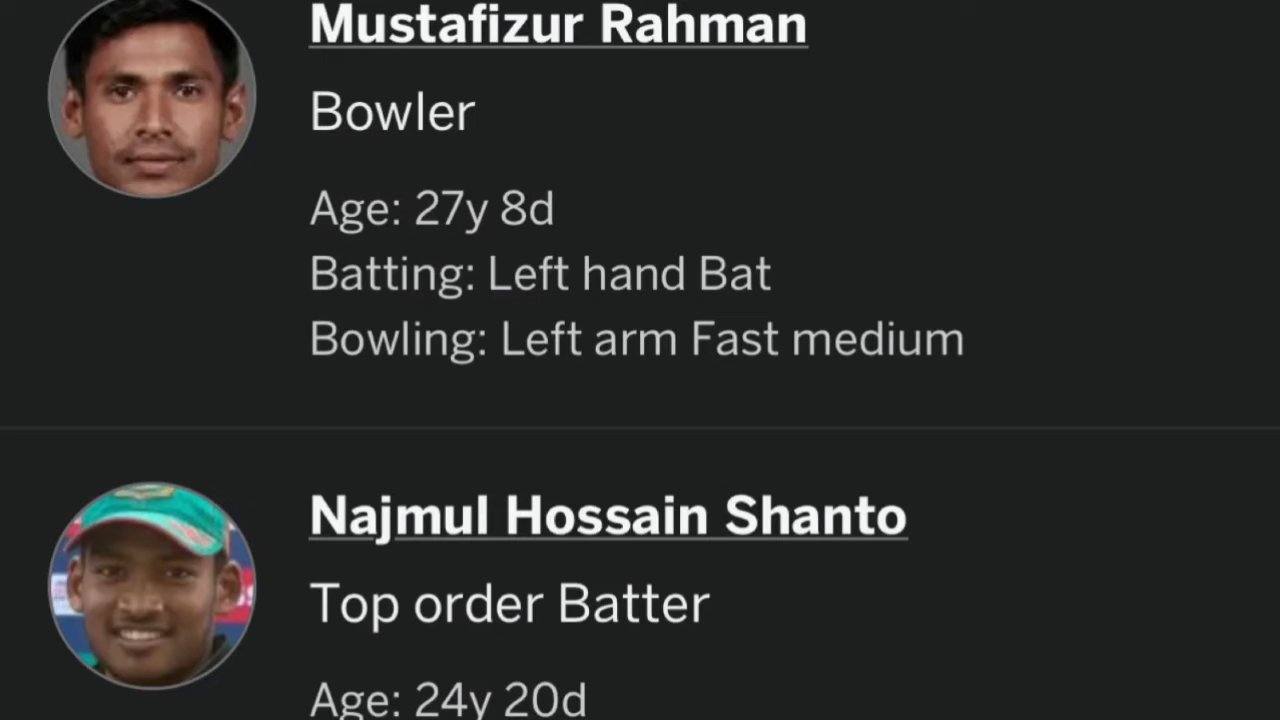 Mustafizur Rahman
Bowler
Age: 27y 8d
Batting: Left hand Bat
Bowling: Left arm Fast medium
Najmul Hossain Shanto
Top order Batter
Age: 24y 20d